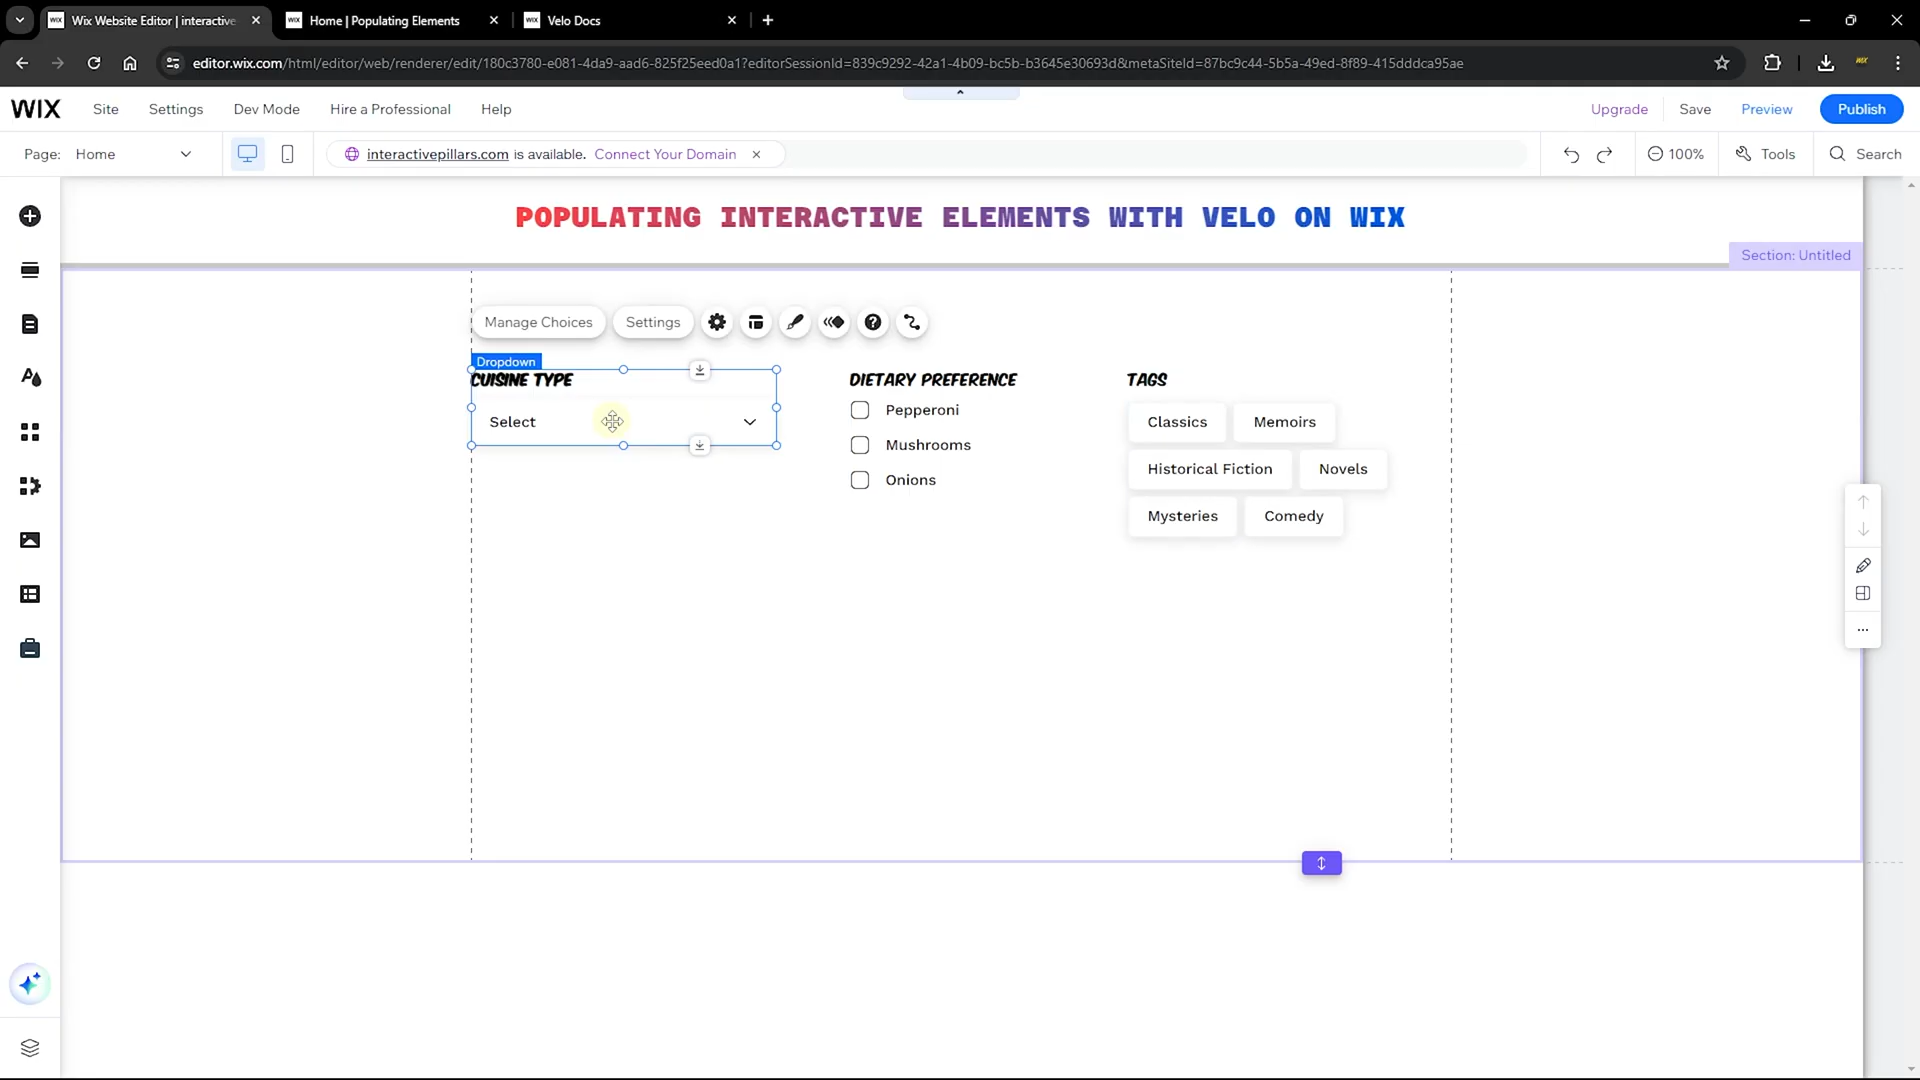 WIX Wix Website Editor | interactive
WIX Home | Populating Elements
WIX Velo Docs
editor.wix.com/html/editor/web/renderer/edit/180c3780-e081-4da9-aad6-825f25eed0a1?editorSessionId=839c9292-42a1-4b09-bc5b-b3645e30693d&metaSiteId=87bc9c44-5b5a-49ed-8f89-415dddca95ae
WIX
WIX Site Settings Dev Mode Hire a Professional Help
Upgrade Save Preview Publish
Page: Home
interactivepillars.com is available. Connect Your Domain
100% Tools Search
POPULATING INTERACTIVE ELEMENTS WITH VELO ON WIX
Section: Untitled
Manage Choices Settings
Dropdown
CUISINE TYPE
Select
DIETARY PREFERENCE
Pepperoni
Mushrooms
Onions
TAGS
Classics Memoirs
Historical Fiction Novels
Mysteries Comedy